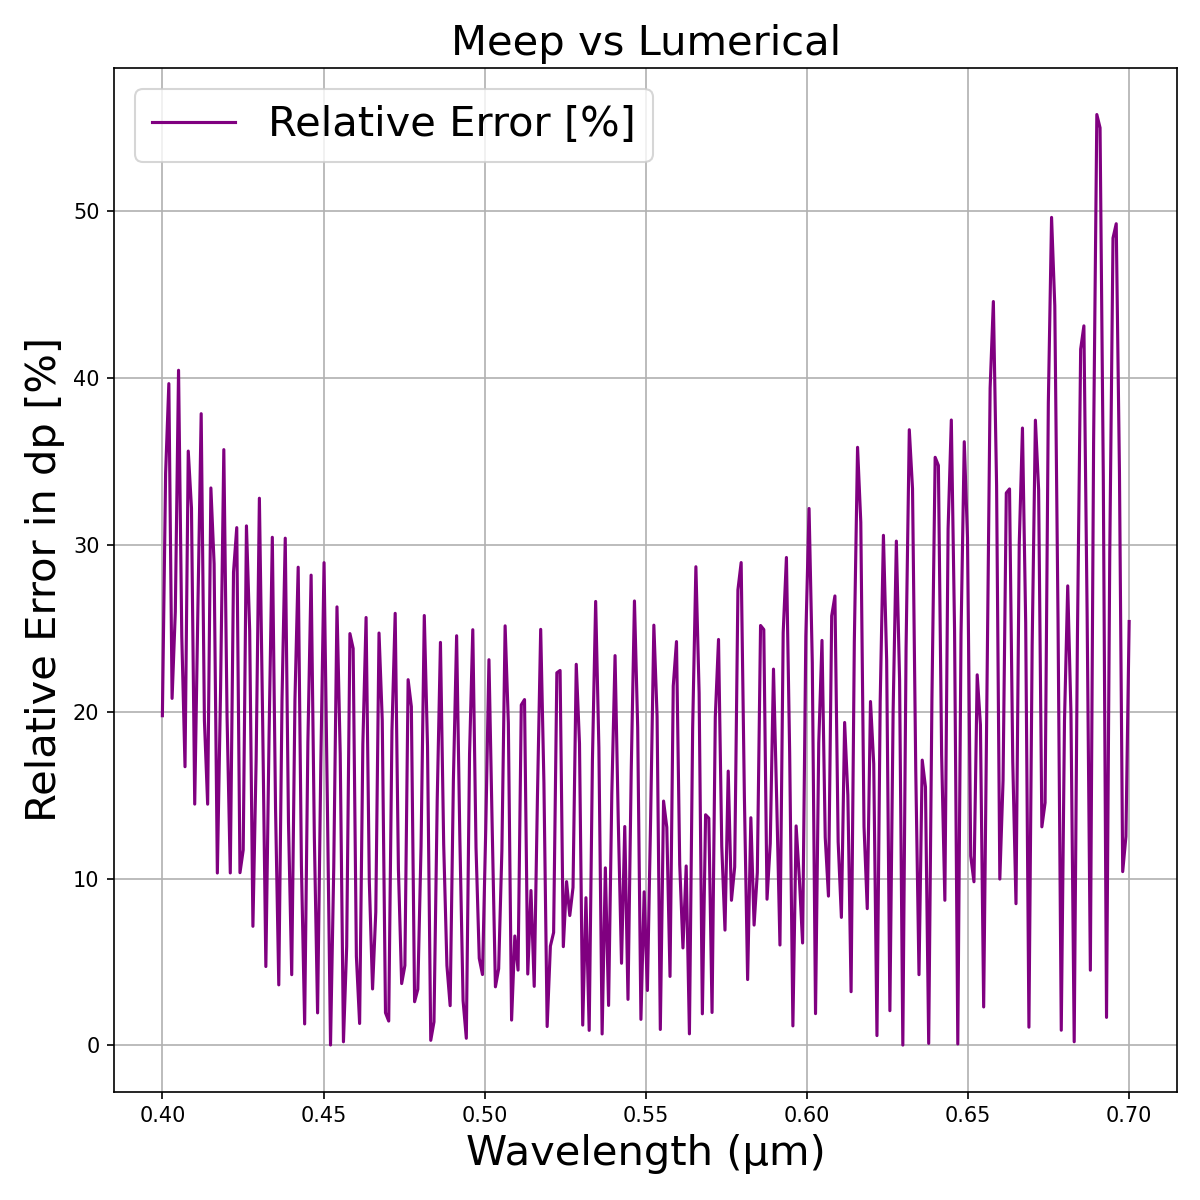 Meep vs Lumerical
Relative Error [%]
Relative Error in dp [%]
50
40
30
20
10
0
0.40 0.45 0.50 0.55 0.60 0.65 0.70
Wavelength (μm)